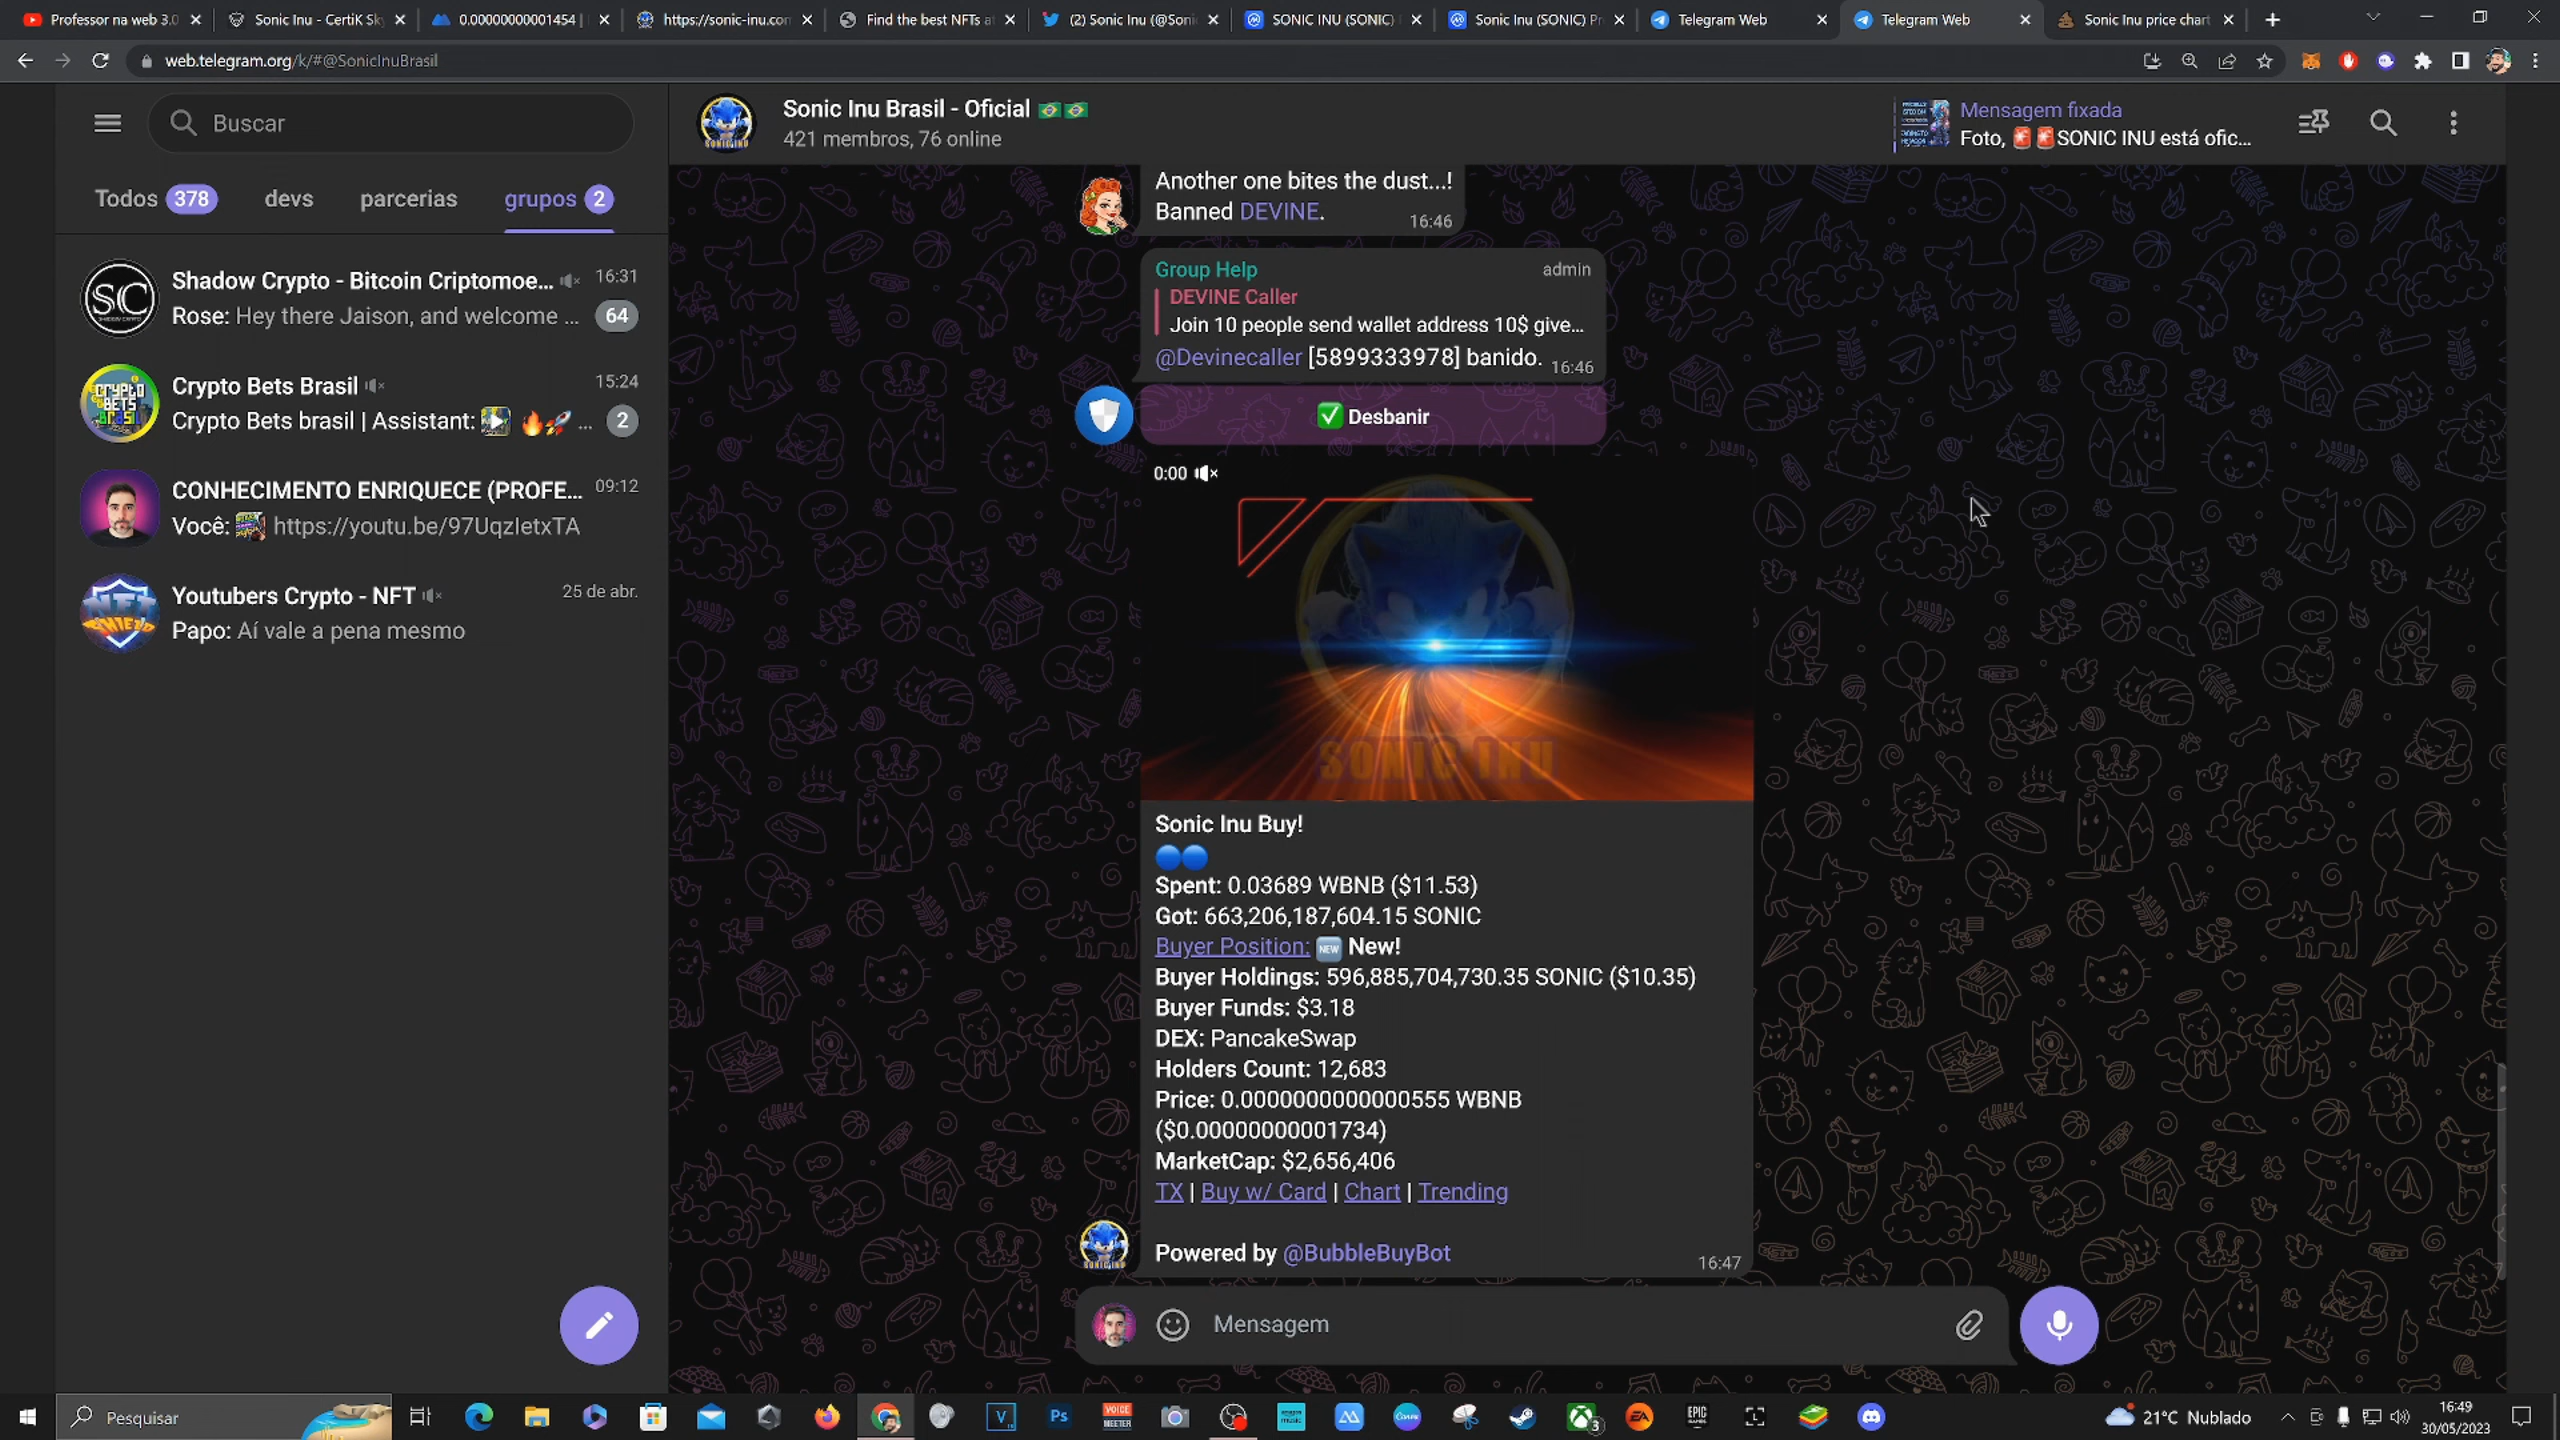 Professor na web 3.0
Sonic Inu - CertiK Sk
0.00000000001454 |
https://sonic-inu.con
Find the best NFTs a
(2) Sonic Inu (@Soni
SONIC INU (SONIC)
Sonic Inu (SONIC) Pr
Telegram Web
Telegram Web
Sonic Inu price chart
web.telegram.org/k/#@SonicInuBrasil
Buscar
Todos 378 devs parcerias grupos 2
Shadow Crypto - Bitcoin Criptomoe... 16:31
Rose: Hey there Jaison, and welcome ... 64
Crypto Bets Brasil 15:24
Crypto Bets brasil | Assistant: 🔥🚀 ... 2
CONHECIMENTO ENRIQUECE (PROFE... 09:12
Você: https://youtu.be/97UqzIetxTA
Youtubers Crypto - NFT 25 de abr.
Papo: Aí vale a pena mesmo
Sonic Inu Brasil - Oficial 🇧🇷🇧🇷
421 membros, 76 online
Mensagem fixada
Foto, 🚨🚨SONIC INU está ofic...
Another one bites the dust...!
Banned DEVINE. 16:46
Group Help admin
DEVINE Caller
Join 10 people send wallet address 10$ give...
@Devinecaller [5899333978] banido. 16:46
✅ Desbanir
0:00
SONIC INU
Sonic Inu Buy!
🔵🔵
Spent: 0.03689 WBNB ($11.53)
Got: 663,206,187,604.15 SONIC
Buyer Position: 🆕 New!
Buyer Holdings: 596,885,704,730.35 SONIC ($10.35)
Buyer Funds: $3.18
DEX: PancakeSwap
Holders Count: 12,683
Price: 0.0000000000000555 WBNB
($0.00000000001734)
MarketCap: $2,656,406
TX | Buy w/ Card | Chart | Trending
Powered by @BubbleBuyBot
16:47
Mensagem
Pesquisar
21°C Nublado
16:49
30/05/2023